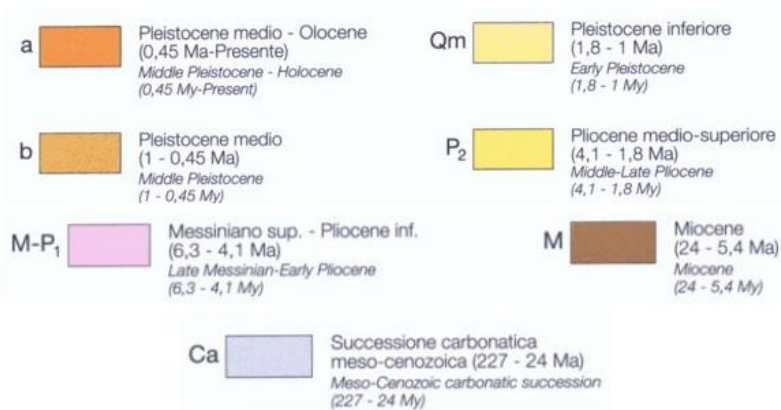 a
Pleistocene medio - Olocene
(0,45 Ma-Presente)
Middle Pleistocene - Holocene
(0,45 My-Present)
Qm
Pleistocene inferiore
(1,8 - 1 Ma)
Early Pleistocene
(1,8 - 1 My)
b
Pleistocene medio
(1 - 0,45 Ma)
Middle Pleistocene
(1 - 0,45 My)
P2
Pliocene medio-superiore
(4,1 - 1,8 Ma)
Middle-Late Pliocene
(4,1 - 1,8 My)
M-P1
Messiniano sup. - Pliocene inf.
(6,3 - 4,1 Ma)
Late Messinian-Early Pliocene
(6,3 - 4,1 My)
M
Miocene
(24 - 5,4 Ma)
Miocene
(24 - 5,4 My)
Ca
Successione carbonatica
meso-cenozoica (227 - 24 Ma)
Meso-Cenozoic carbonatic succession
(227 - 24 My)